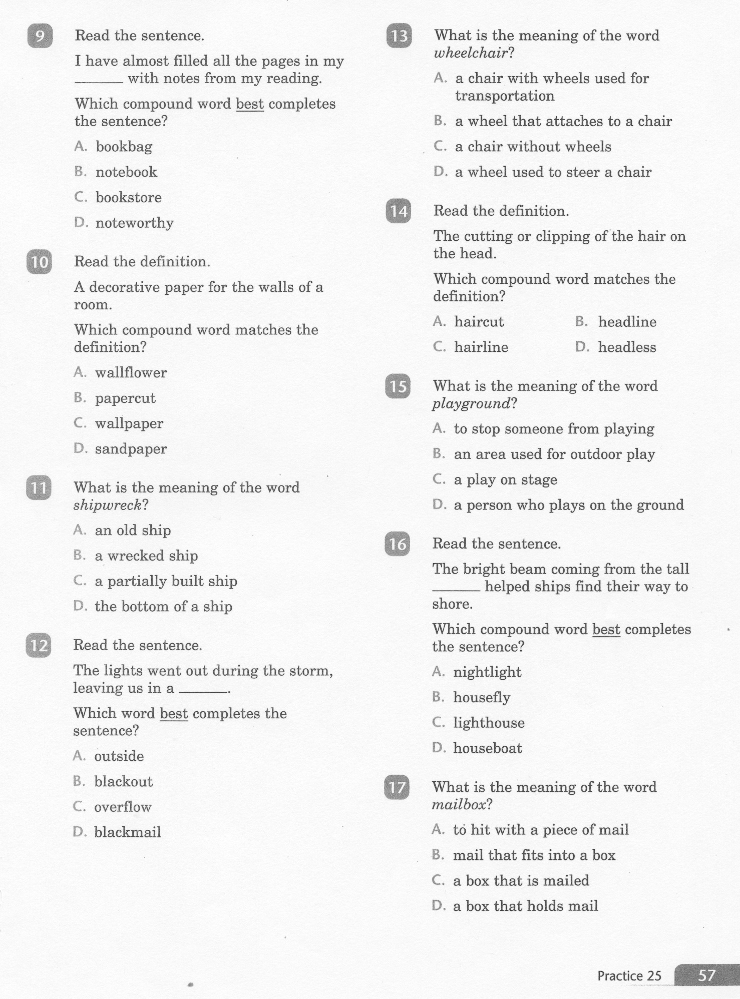 9 Read the sentence.
I have almost filled all the pages in my
______ with notes from my reading.
Which compound word best completes
the sentence?
A. bookbag
B. notebook
C. bookstore
D. noteworthy
10 Read the definition.
A decorative paper for the walls of a
room.
Which compound word matches the
definition?
A. wallflower
B. papercut
C. wallpaper
D. sandpaper
11 What is the meaning of the word
shipwreck?
A. an old ship
B. a wrecked ship
C. a partially built ship
D. the bottom of a ship
12 Read the sentence.
The lights went out during the storm,
leaving us in a ______.
Which word best completes the
sentence?
A. outside
B. blackout
C. overflow
D. blackmail
13 What is the meaning of the word
wheelchair?
A. a chair with wheels used for
transportation
B. a wheel that attaches to a chair
C. a chair without wheels
D. a wheel used to steer a chair
14 Read the definition.
The cutting or clipping of the hair on
the head.
Which compound word matches the
definition?
A. haircut B. headline
C. hairline D. headless
15 What is the meaning of the word
playground?
A. to stop someone from playing
B. an area used for outdoor play
C. a play on stage
D. a person who plays on the ground
16 Read the sentence.
The bright beam coming from the tall
______ helped ships find their way to
shore.
Which compound word best completes
the sentence?
A. nightlight
B. housefly
C. lighthouse
D. houseboat
17 What is the meaning of the word
mailbox?
A. to hit with a piece of mail
B. mail that fits into a box
C. a box that is mailed
D. a box that holds mail
Practice 25 57